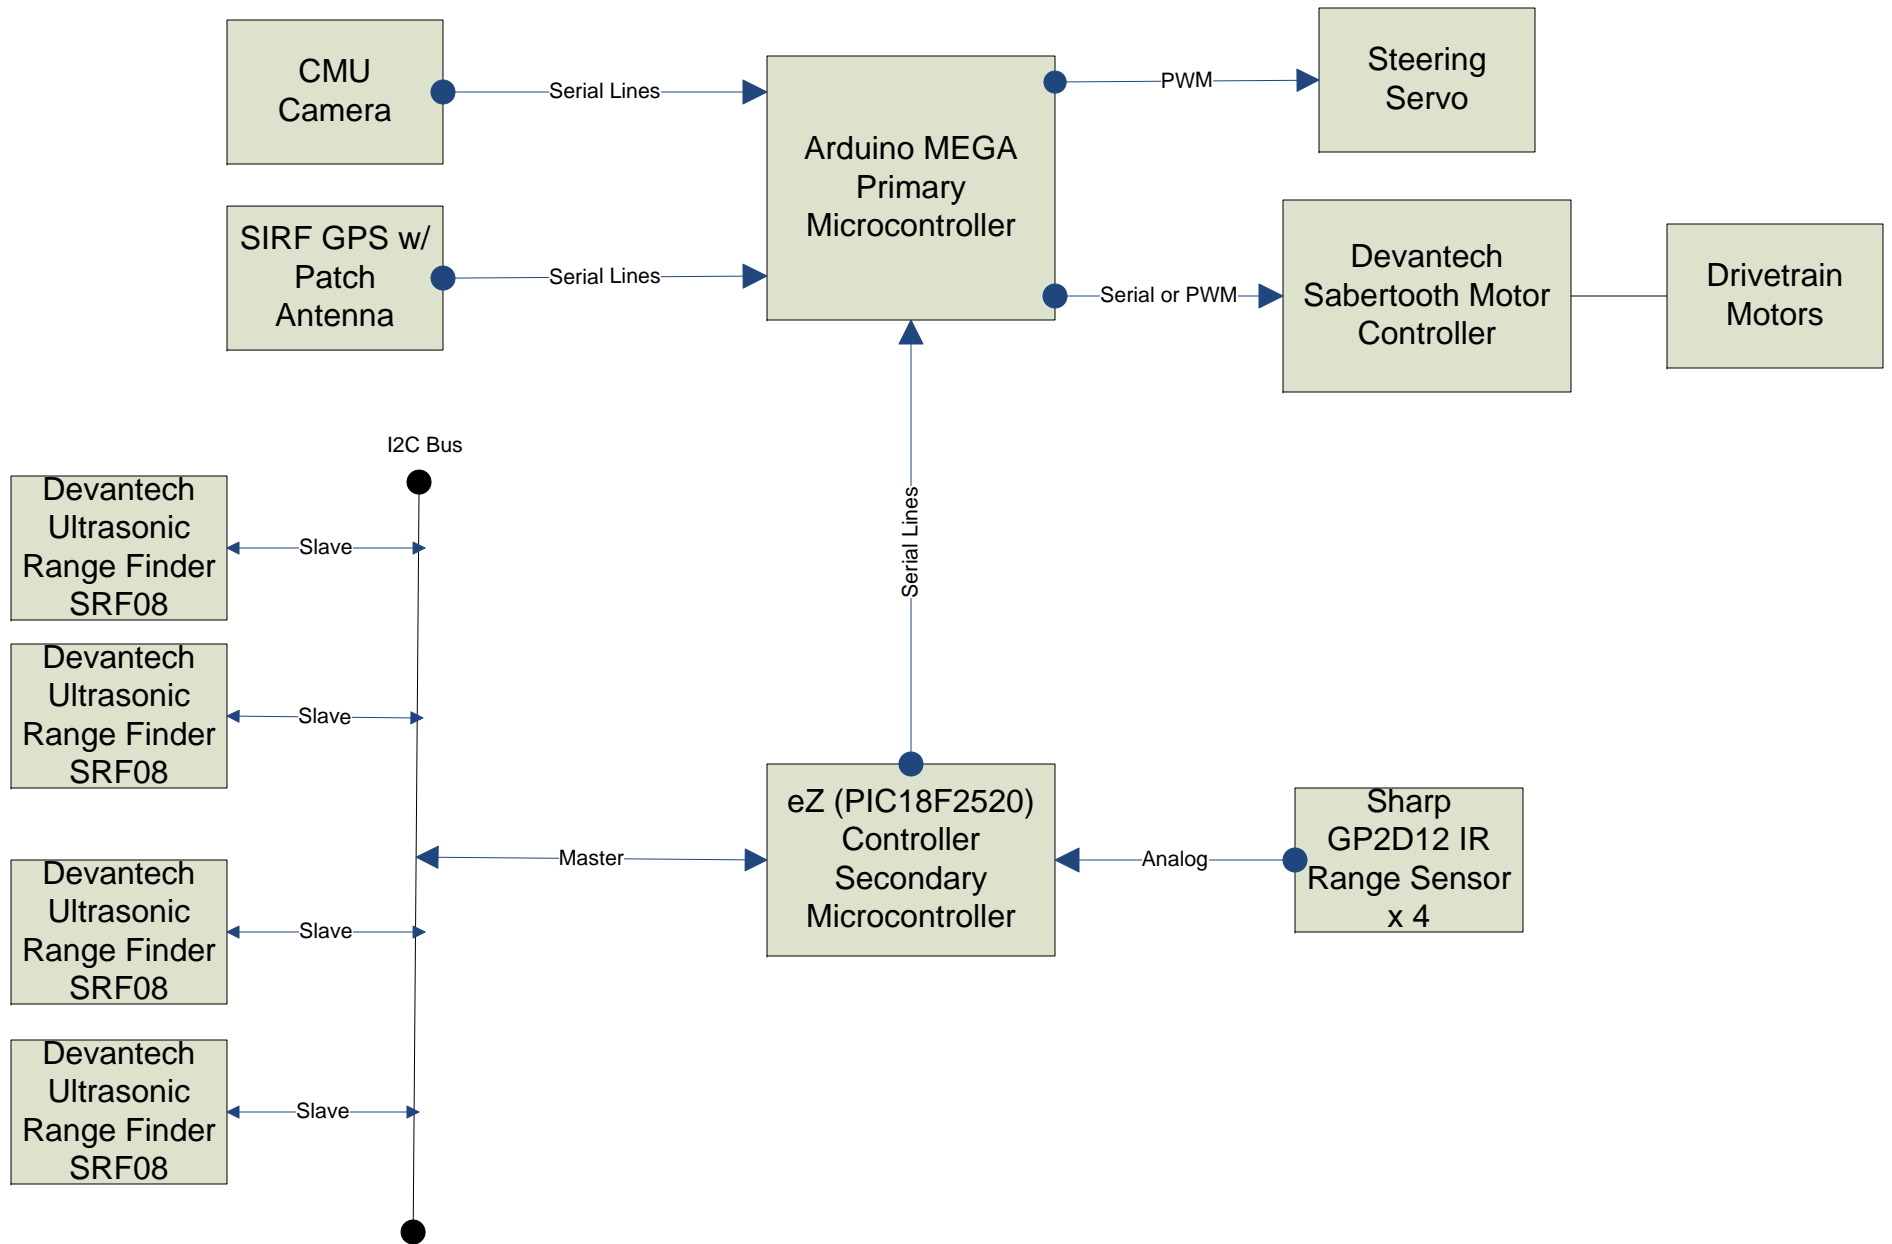 CMU
Camera
Serial Lines
Arduino MEGA
Primary
Microcontroller
PWM
Steering
Servo
SIRF GPS w/
Patch
Antenna
Serial Lines
Serial or PWM
Devantech
Sabertooth Motor
Controller
Drivetrain
Motors
I2C Bus
Devantech
Ultrasonic
Range Finder
SRF08
Slave
Serial Lines
Devantech
Ultrasonic
Range Finder
SRF08
Slave
Devantech
Ultrasonic
Range Finder
SRF08
Slave
Master
eZ (PIC18F2520)
Controller
Secondary
Microcontroller
Analog
Sharp
GP2D12 IR
Range Sensor
x 4
Devantech
Ultrasonic
Range Finder
SRF08
Slave